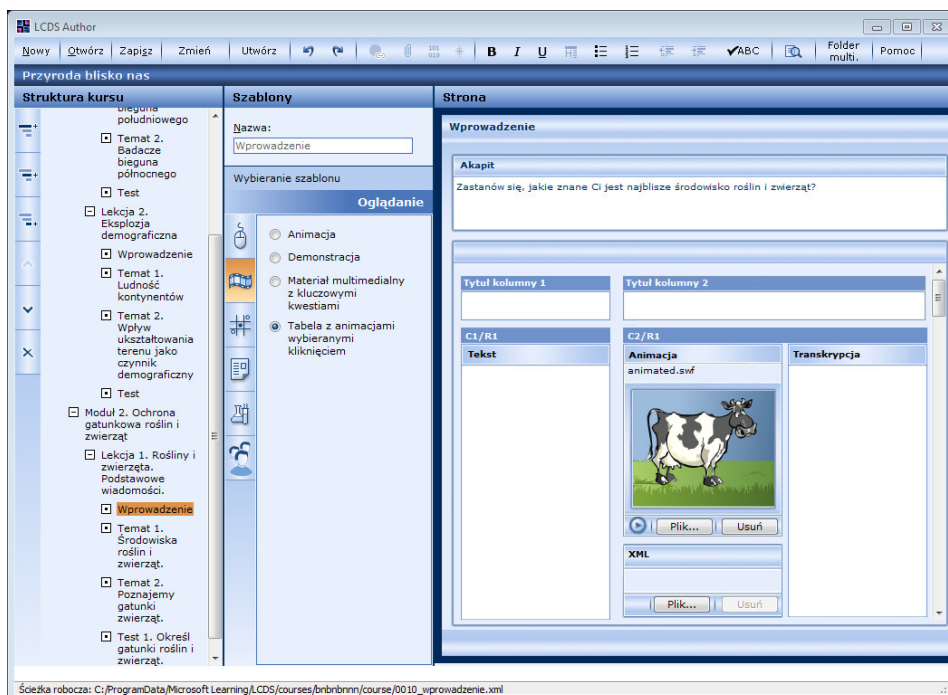 LCDS Author
Nowy Otwórz Zapisz Zmień Utwórz B I U ABC Folder multi. Pomoc
Przyroda blisko nas
Struktura kursu
bieguna
południowego
Temat 2.
Badacze
bieguna
północnego
Test
Lekcja 2.
Eksplozja
demograficzna
Wprowadzenie
Temat 1.
Ludność
kontynentów
Temat 2.
Wpływ
ukształtowania
terenu jako
czynnik
demograficzny
Test
Moduł 2. Ochrona
gatunkowa roślin i
zwierząt
Lekcja 1. Rośliny i
zwierzęta.
Podstawowe
wiadomości.
Wprowadzenie
Temat 1.
Środowiska
roślin i
zwierząt.
Temat 2.
Poznajemy
gatunki
zwierząt.
Test 1. Określ
gatunki roślin i
zwierząt.
Szablony
Nazwa:
Wprowadzenie
Wybieranie szablonu
Oglądanie
Animacja
Demonstracja
Materiał multimedialny
z kluczowymi
kwestiami
Tabela z animacjami
wybieranymi
kliknięciem
Strona
Wprowadzenie
Akapit
Zastanów się, jakie znane Ci jest najblisze środowisko roślin i zwierząt?
Tytuł kolumny 1 Tytuł kolumny 2
C1/R1 C2/R1
Tekst Animacja Transkrypcja
animated.swf
Plik... Usuń
XML
Plik... Usuń
Ścieżka robocza: C:/ProgramData/Microsoft Learning/LCDS/courses/bnbnbnnn/course/0010_wprowadzenie.xml